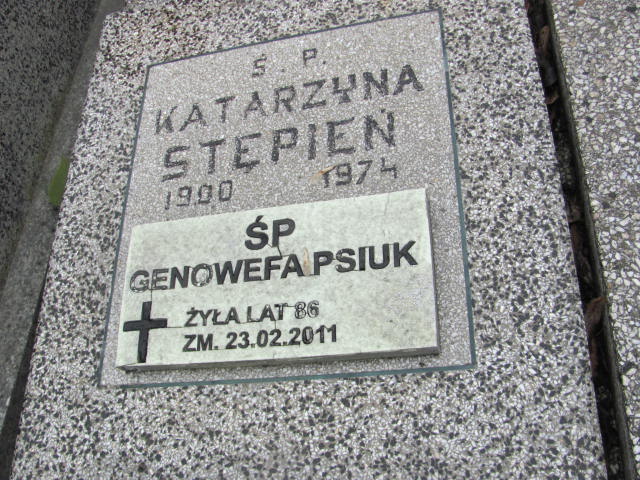 Ś. P.
KATARZYNA
STĘPIEŃ
1900 1974
ŚP
GENOWEFA PSIUK
ŻYŁA LAT 86
ZM. 23.02.2011